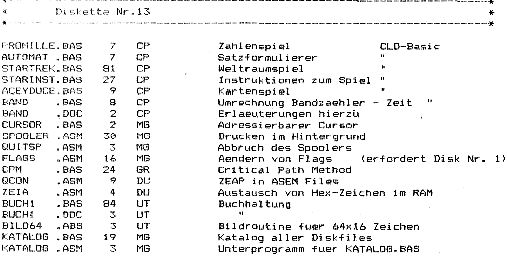 *-----------------------------------------------------------*
* Diskette Nr.13 *
*-----------------------------------------------------------*
PROMILLE.BAS 7 CP Zahlenspiel CLD-Basic
AUTOMAT .BAS 7 CP Satzformulierer "
STARTREK.BAS 81 CP Weltraumspiel "
STARINST.BAS 27 CP Instruktionen zum Spiel "
ACEYDUCE.BAS 9 CP Kartenspiel "
BAND .BAS 8 CP Umrechnung Bandzaehler - Zeit "
BAND .DOC 2 CP Erlaeuterungen hierzu
CURSOR .BAS 2 MG Adressierbarer Cursor
SPOOLER .ASM 30 MG Drucken im Hintergrund
QUITSP .ASM 3 MG Abbruch des Spoolers
FLAGS .ASM 16 MG Aendern von Flags (erfordert Disk Nr. 1)
CPM .BAS 24 GR Critical Path Method
QCON .ASM 9 DU ZEAP in ASEM Files
ZEIA .ASM 4 DU Austausch von Hex-Zeichen im RAM
BUCH1 .BAS 84 UT Buchhaltung
BUCH1 .DOC 3 UT "
BILD64 .ABS 3 UT Bildroutine fuer 64x16 Zeichen
KATALOG .BAS 19 MG Katalog aller Diskfiles
KATALOG .ASM 3 MG Unterprogramm fuer KATALOG.BAS